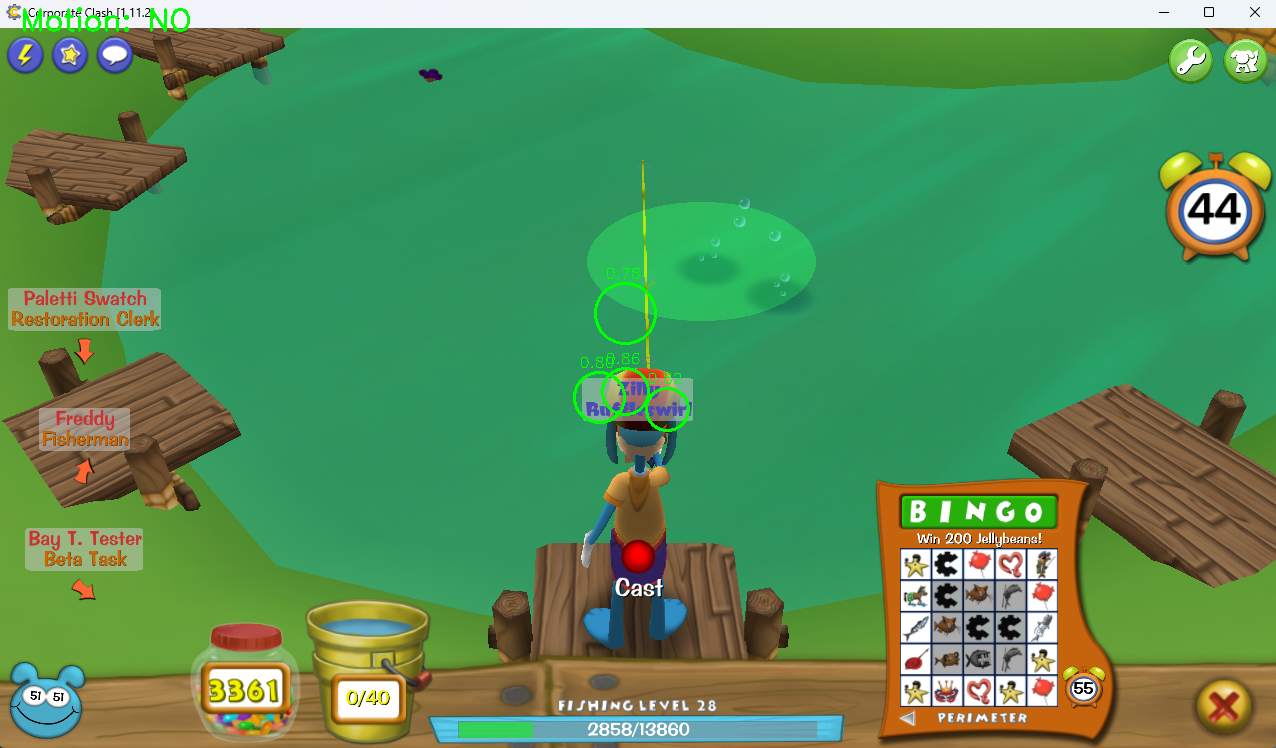 Corporate Clash [1.11.2]
Motion: NO
44
0.78
0.86
Paletti Swatch
Restoration Clerk
Freddy
Fisherman
Bay T. Tester
Beta Task
Cast
BINGO
Win 200 Jellybeans!
55
PERIMETER
51 51
3361
0/40
FISHING LEVEL 28
2858/13860